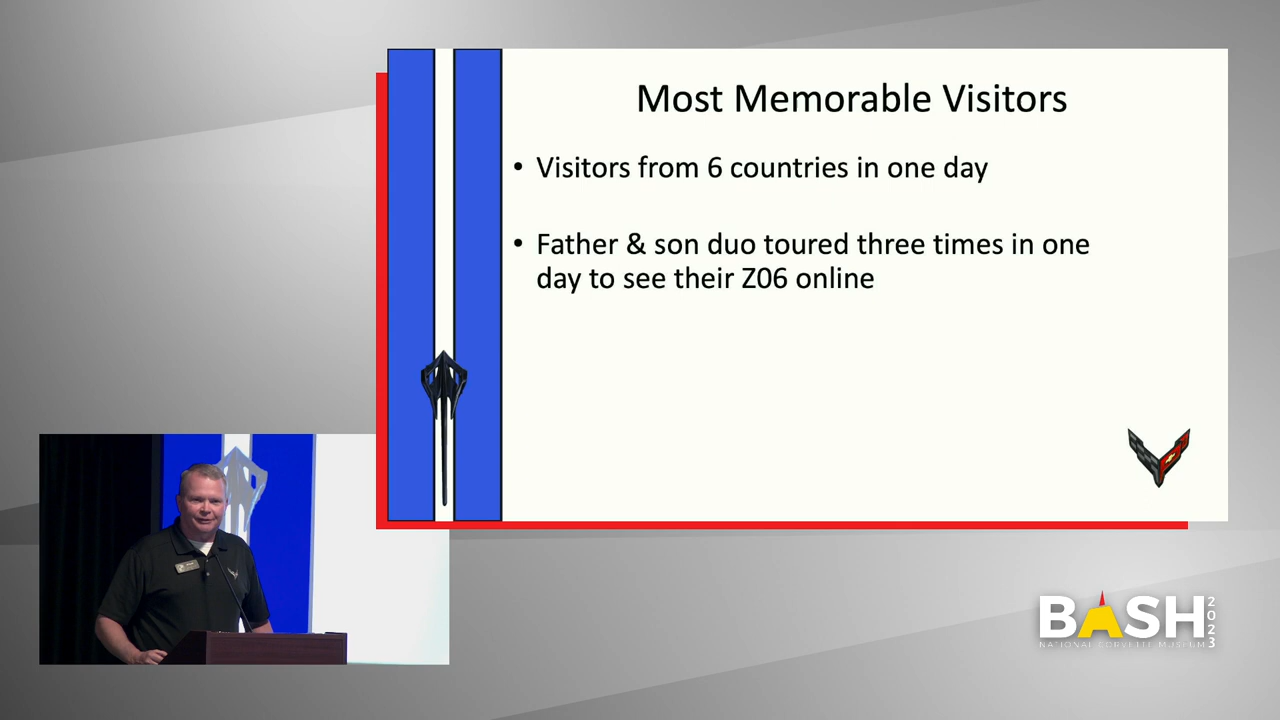 Most Memorable Visitors
• Visitors from 6 countries in one day
• Father & son duo toured three times in one
day to see their Z06 online
BASH
2023
NATIONAL CORVETTE MUSEUM